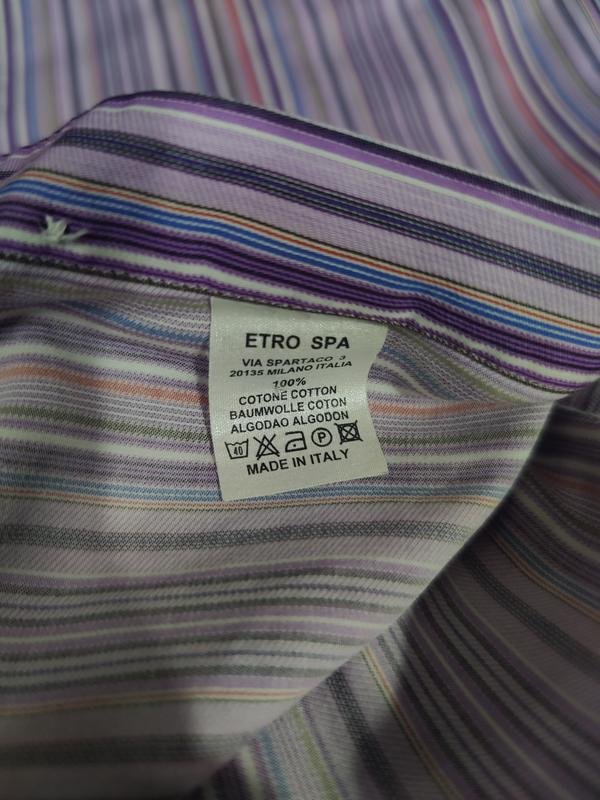 ETRO SPA
VIA SPARTACO 3
20135 MILANO ITALIA
100%
COTONE COTTON
BAUMWOLLE COTON
ALGODAO ALGODON
40 P
MADE IN ITALY